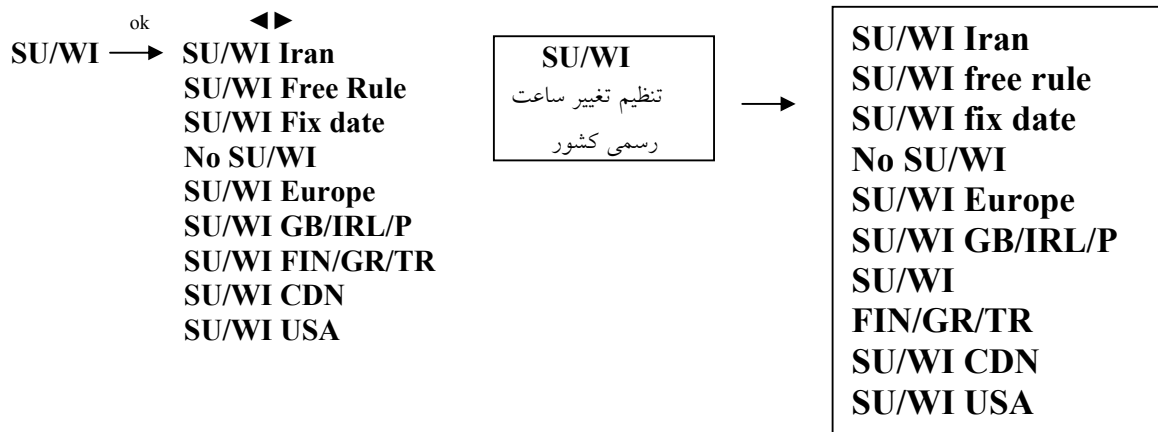 ok
◄►
SU/WI
SU/WI Iran
SU/WI Free Rule
SU/WI Fix date
No SU/WI
SU/WI Europe
SU/WI GB/IRL/P
SU/WI FIN/GR/TR
SU/WI CDN
SU/WI USA
SU/WI
تنظیم تغییر ساعت
رسمی کشور
SU/WI Iran
SU/WI free rule
SU/WI fix date
No SU/WI
SU/WI Europe
SU/WI GB/IRL/P
SU/WI
FIN/GR/TR
SU/WI CDN
SU/WI USA